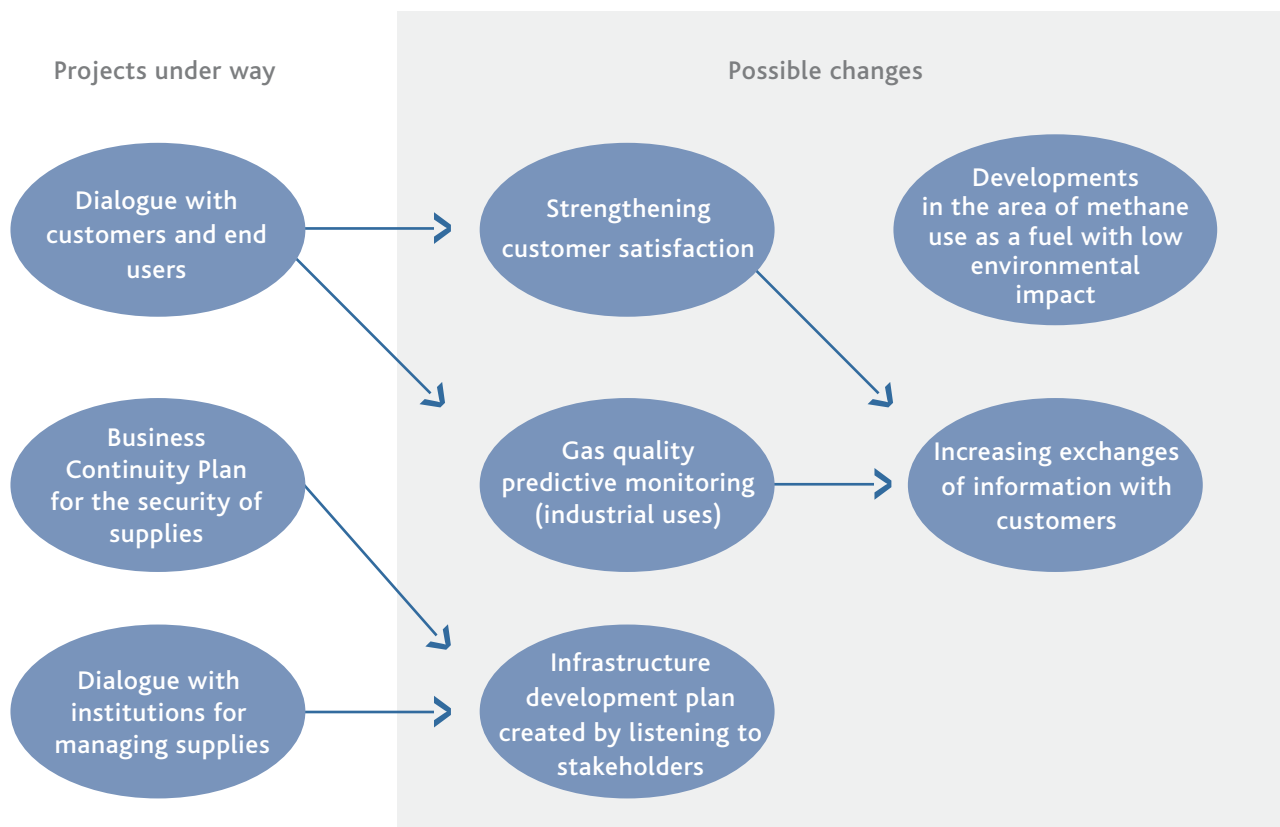 Projects under way
Possible changes
Dialogue with
customers and end
users
Strengthening
customer satisfaction
Developments
in the area of methane
use as a fuel with low
environmental
impact
Business
Continuity Plan
for the security of
supplies
Gas quality
predictive monitoring
(industrial uses)
Increasing exchanges
of information with
customers
Dialogue with
institutions for
managing supplies
Infrastructure
development plan
created by listening to
stakeholders